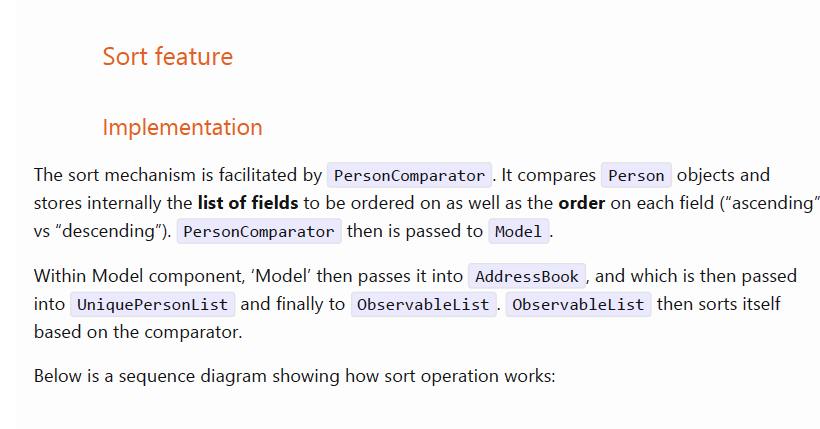 Sort feature
Implementation
The sort mechanism is facilitated by PersonComparator. It compares Person objects and
stores internally the list of fields to be ordered on as well as the order on each field (“ascending”
vs “descending”). PersonComparator then is passed to Model.
Within Model component, ‘Model’ then passes it into AddressBook, and which is then passed
into UniquePersonList and finally to ObservableList. ObservableList then sorts itself
based on the comparator.
Below is a sequence diagram showing how sort operation works: